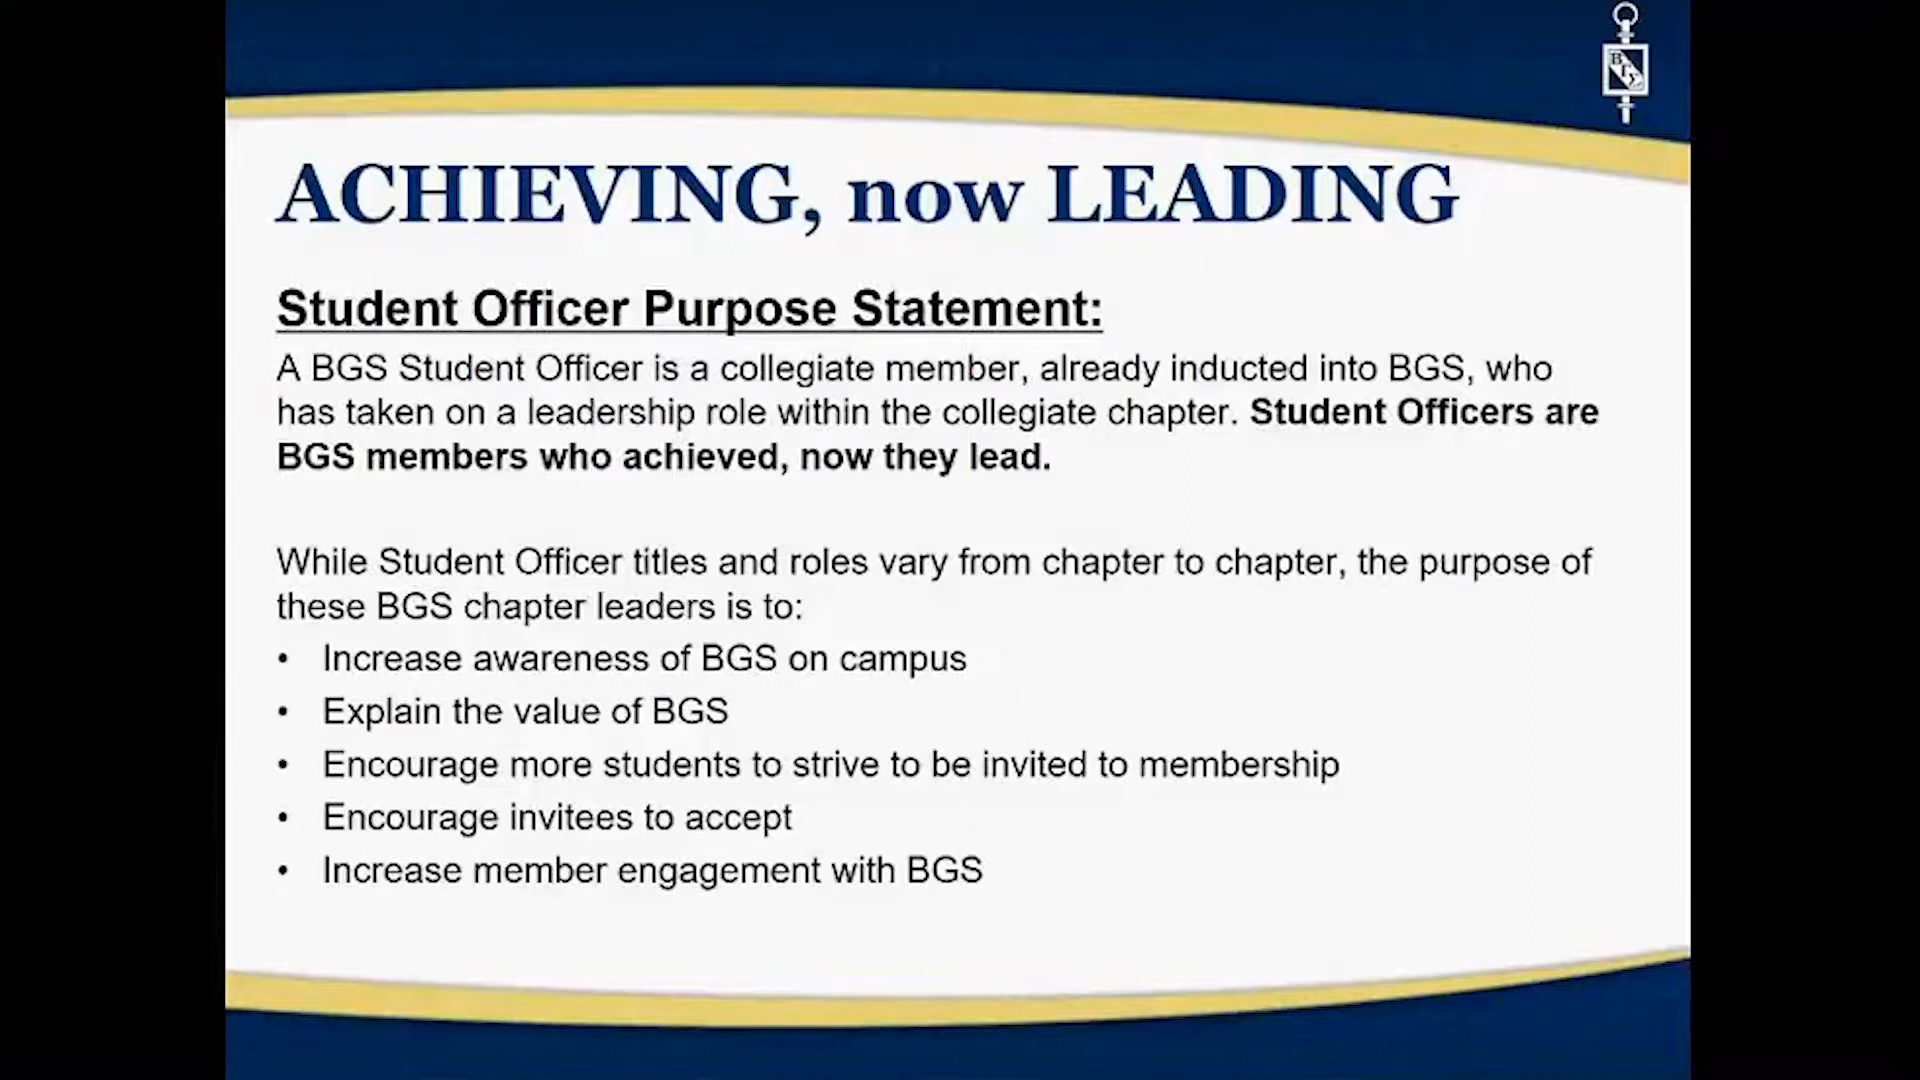 ΒΓΣ
ACHIEVING, now LEADING
Student Officer Purpose Statement:
A BGS Student Officer is a collegiate member, already inducted into BGS, who
has taken on a leadership role within the collegiate chapter. Student Officers are
BGS members who achieved, now they lead.
While Student Officer titles and roles vary from chapter to chapter, the purpose of
these BGS chapter leaders is to:
• Increase awareness of BGS on campus
• Explain the value of BGS
• Encourage more students to strive to be invited to membership
• Encourage invitees to accept
• Increase member engagement with BGS